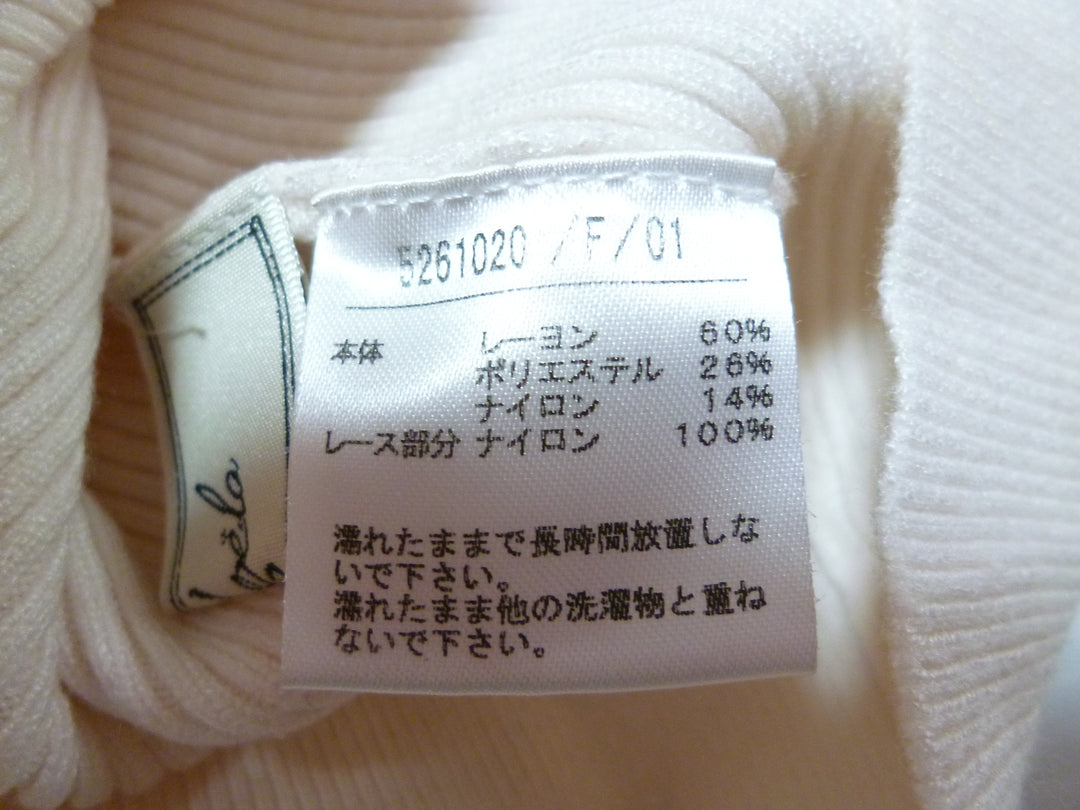 5261020 /F/01
本体 レーヨン 60%
ポリエステル 26%
ナイロン 14%
レース部分 ナイロン 100%
濡れたままで長時間放置しな
いで下さい。
濡れたまま他の洗濯物と重ね
ないで下さい。